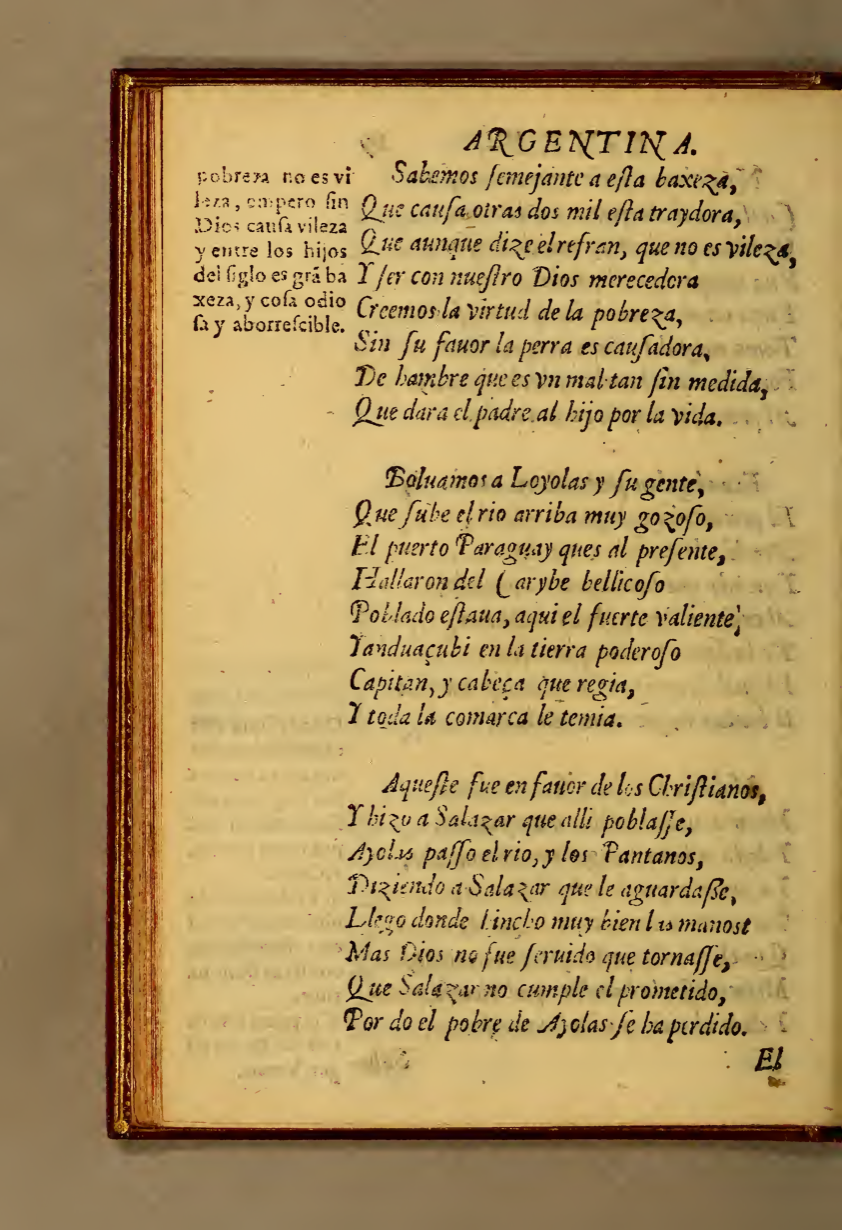 ARGENTINA.
pobreza no es vi
leza, empero ſin
Dios cauſa vileza
y entre los hijos
del ſiglo es grã ba
xeza, y coſa odio
ſa y aborreſcible.
Sabemos ſemejante a eſta baxeza,
Que cauſa otras dos mil eſta traydora,
Que aunque dize el refran, que no es vileza,
Y ſer con nueſtro Dios merecedora
Creemos la virtud de la pobreza,
Sin ſu fauor la perra es cauſadora,
De hambre que es vn mal tan ſin medida,
Que dara el padre al hijo por la vida.
Boluamos a Loyolas y ſu gente,
Que ſube el rio arriba muy gozoſo,
El puerto Paraguay ques al preſente,
Hallaron del Carybe bellicoſo
Poblado eſtaua, aqui el fuerte valiente,
Yanduaçubi en la tierra poderoſo
Capitan, y cabeça que regia,
Y toda la comarca le temia.
Aqueſte fue en fauor de los Chriſtianos,
Y hizo a Salazar que alli poblaſſe,
Ayolas paſſo el rio, y los Pantanos,
Diziendo a Salazar que le aguardaſſe,
Llego donde hincho muy bien las manos
Mas Dios no fue ſeruido que tornaſſe,
Que Salazar no cumple el prometido,
Por do el pobre de Ayolas ſe ha perdido.
El